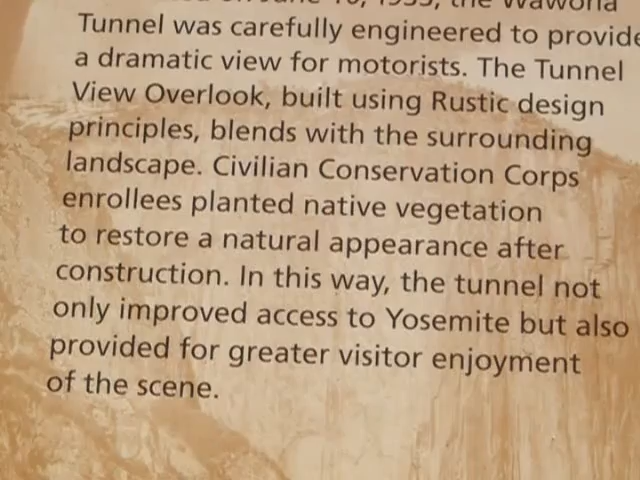 the Wawona
Tunnel was carefully engineered to provide
a dramatic view for motorists. The Tunnel
View Overlook, built using Rustic design
principles, blends with the surrounding
landscape. Civilian Conservation Corps
enrollees planted native vegetation
to restore a natural appearance after
construction. In this way, the tunnel not
only improved access to Yosemite but also
provided for greater visitor enjoyment
of the scene.